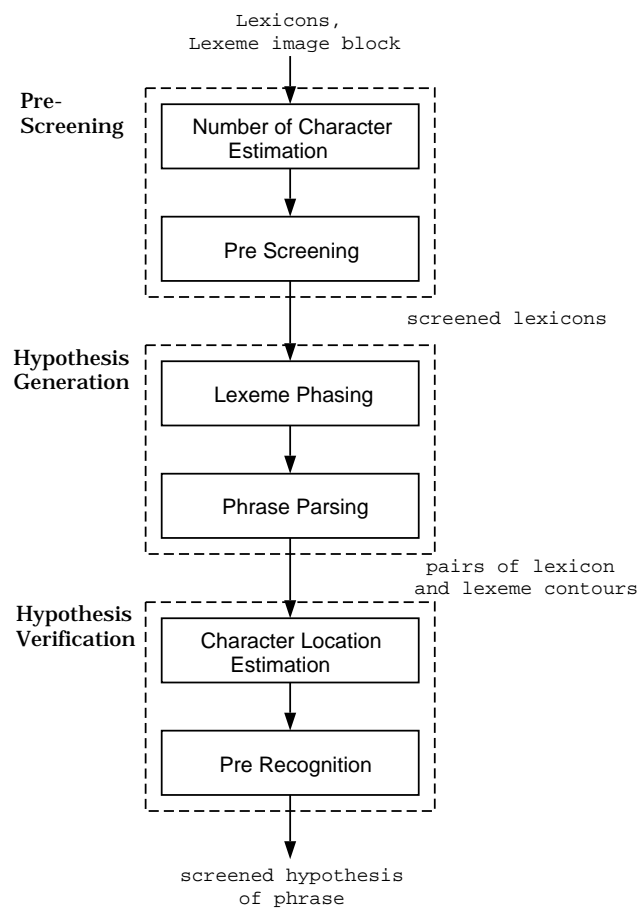 Lexicons,
Lexeme image block
Pre-
Screening
Number of Character
Estimation
Pre Screening
screened lexicons
Hypothesis
Generation
Lexeme Phasing
Phrase Parsing
pairs of lexicon
and lexeme contours
Hypothesis
Verification
Character Location
Estimation
Pre Recognition
screened hypothesis
of phrase